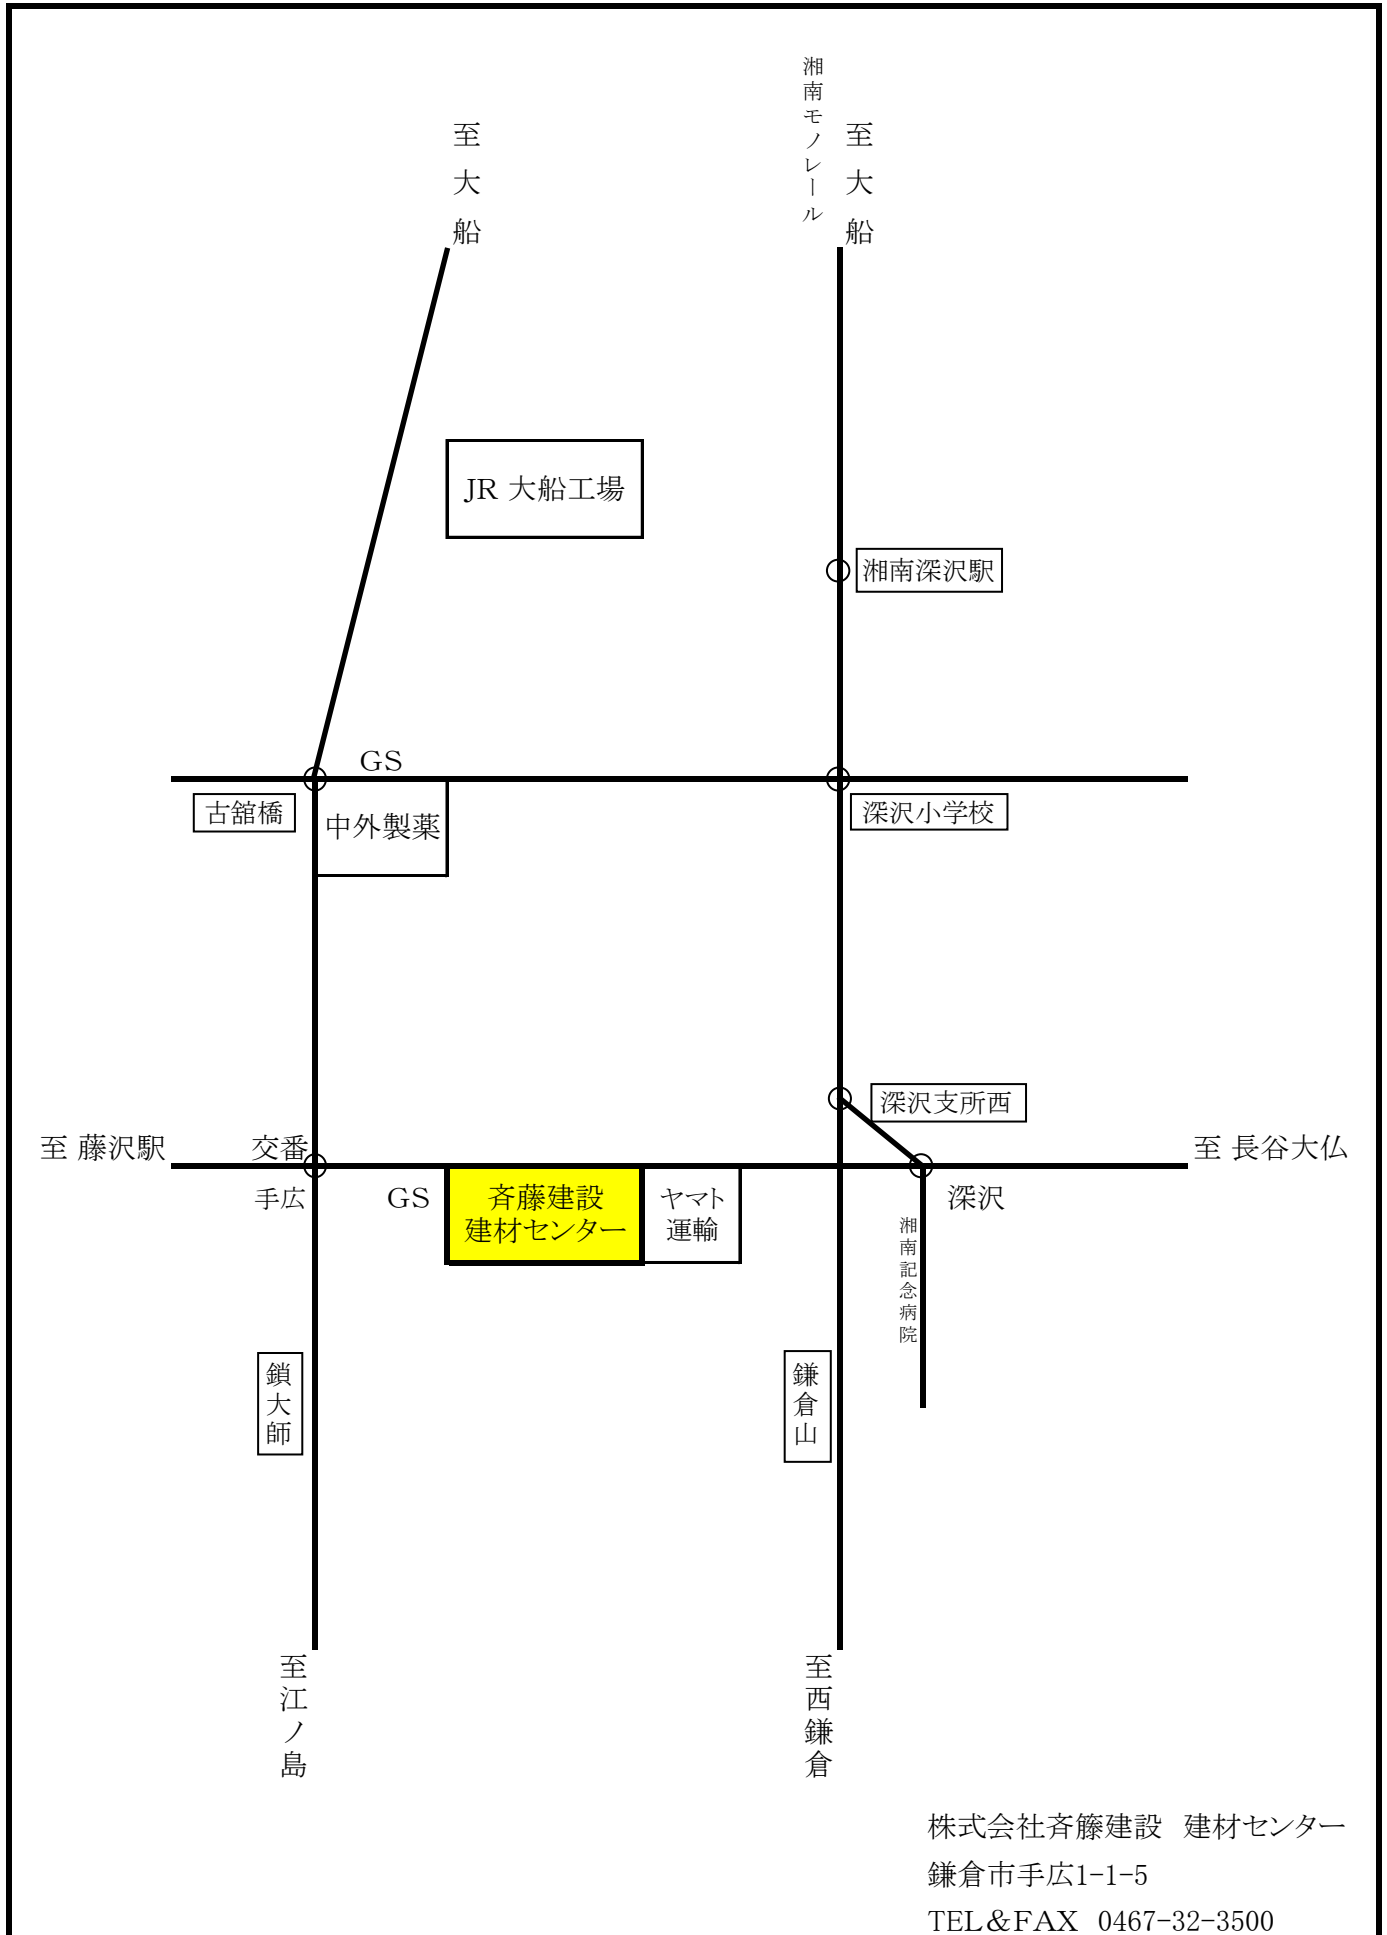 湘南モノレール
至大船
至大船
JR 大船工場
湘南深沢駅
GS
古舘橋
中外製薬
深沢小学校
深沢支所西
至 藤沢駅
交番
至 長谷大仏
手広
GS
斉藤建設
建材センター
ヤマト
運輸
深沢
湘南記念病院
鎖大師
鎌倉山
至江ノ島
至西鎌倉
株式会社斉籐建設 建材センター
鎌倉市手広1-1-5
TEL&FAX 0467-32-3500